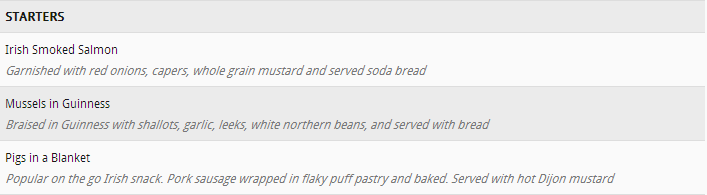 STARTERS
Irish Smoked Salmon
Garnished with red onions, capers, whole grain mustard and served soda bread
Mussels in Guinness
Braised in Guinness with shallots, garlic, leeks, white northern beans, and served with bread
Pigs in a Blanket
Popular on the go Irish snack. Pork sausage wrapped in flaky puff pastry and baked. Served with hot Dijon mustard